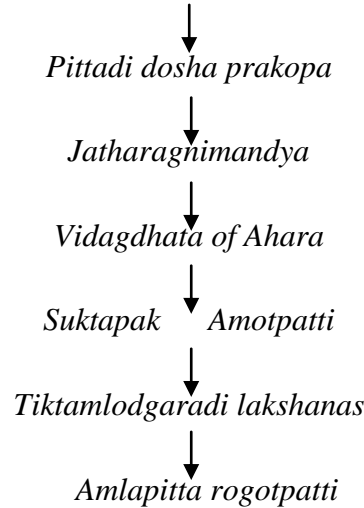 Pittadi dosha prakopa
Jatharagnimandya
Vidagdhata of Ahara
Suktapak Amotpatti
Tiktamlodgaradi lakshanas
Amlapitta rogotpatti